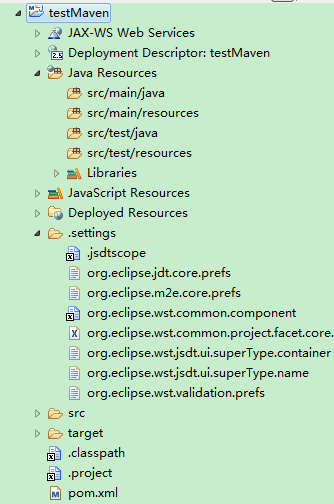 testMaven
JAX-WS Web Services
Deployment Descriptor: testMaven
Java Resources
src/main/java
src/main/resources
src/test/java
src/test/resources
Libraries
JavaScript Resources
Deployed Resources
.settings
.jsdtscope
org.eclipse.jdt.core.prefs
org.eclipse.m2e.core.prefs
org.eclipse.wst.common.component
org.eclipse.wst.common.project.facet.core.
org.eclipse.wst.jsdt.ui.superType.container
org.eclipse.wst.jsdt.ui.superType.name
org.eclipse.wst.validation.prefs
src
target
.classpath
.project
pom.xml